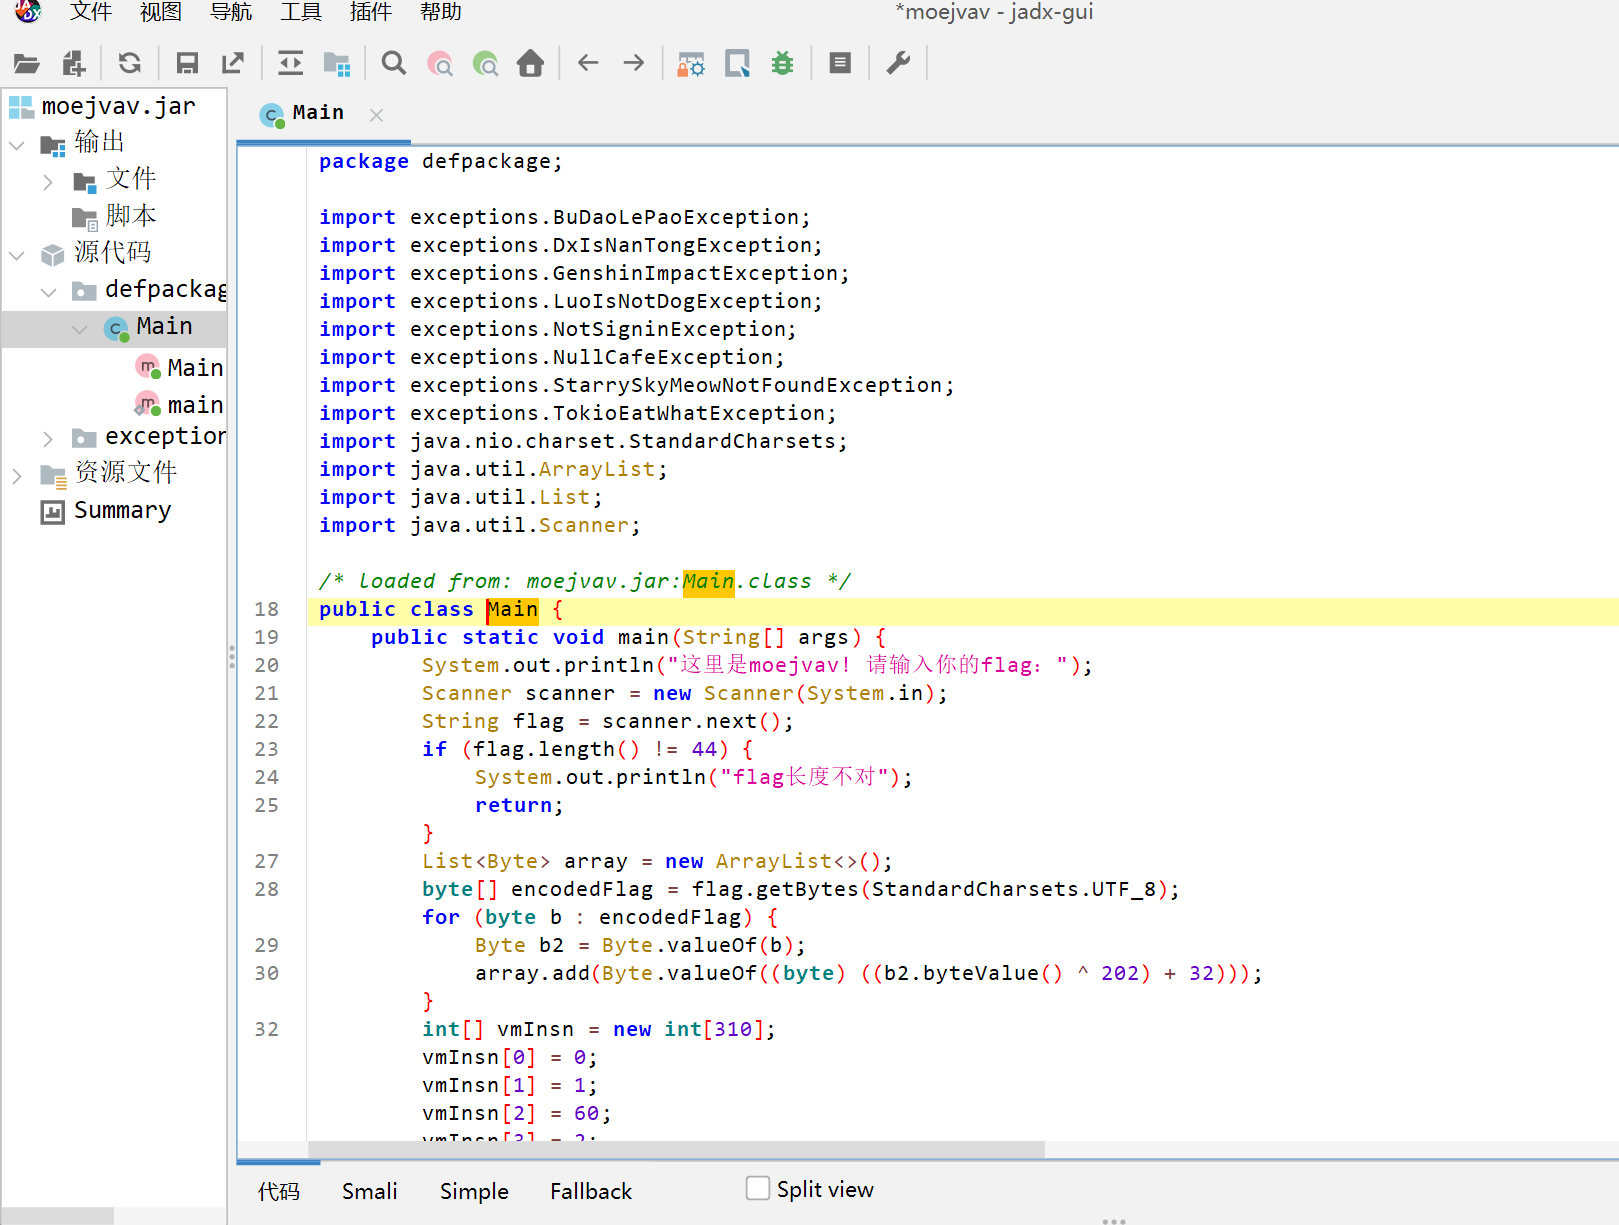 文件 视图 导航 工具 插件 帮助 *moejvav - jadx-gui
moejvav.jar
输出
文件
脚本
源代码
defpackag
Main
Main
main
exception
资源文件
Summary
Main
package defpackage;
import exceptions.BuDaoLePaoException;
import exceptions.DxIsNanTongException;
import exceptions.GenshinImpactException;
import exceptions.LuoIsNotDogException;
import exceptions.NotSigninException;
import exceptions.NullCafeException;
import exceptions.StarrySkyMeowNotFoundException;
import exceptions.TokioEatWhatException;
import java.nio.charset.StandardCharsets;
import java.util.ArrayList;
import java.util.List;
import java.util.Scanner;
/* loaded from: moejvav.jar:Main.class */
18 public class Main {
19 public static void main(String[] args) {
20 System.out.println("这里是moejvav! 请输入你的flag: ");
21 Scanner scanner = new Scanner(System.in);
22 String flag = scanner.next();
23 if (flag.length() != 44) {
24 System.out.println("flag长度不对");
25 return;
}
27 List<Byte> array = new ArrayList<>();
28 byte[] encodedFlag = flag.getBytes(StandardCharsets.UTF_8);
for (byte b : encodedFlag) {
29 Byte b2 = Byte.valueOf(b);
30 array.add(Byte.valueOf((byte) ((b2.byteValue() ^ 202) + 32)));
}
32 int[] vmInsn = new int[310];
vmInsn[0] = 0;
vmInsn[1] = 1;
vmInsn[2] = 60;
vmInsn[3] = 2;
代码 Smali Simple Fallback Split view